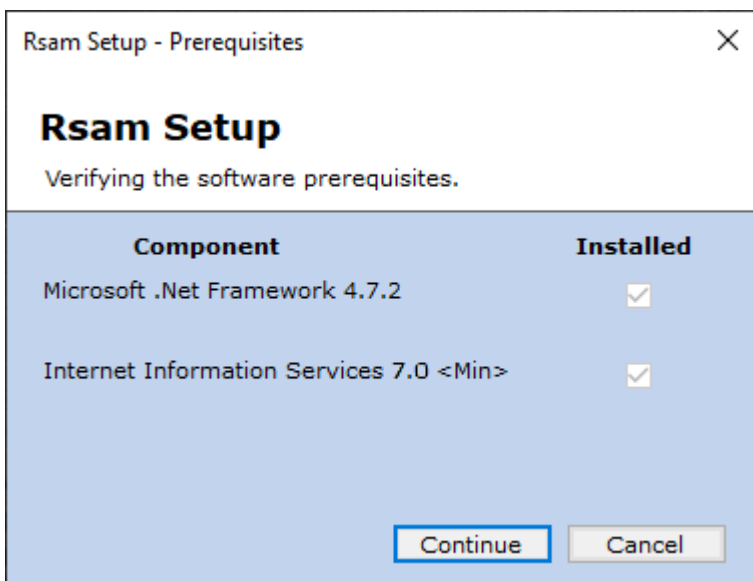 Rsam Setup - Prerequisites
Rsam Setup
Verifying the software prerequisites.
Component Installed
Microsoft .Net Framework 4.7.2
Internet Information Services 7.0 <Min>
Continue Cancel